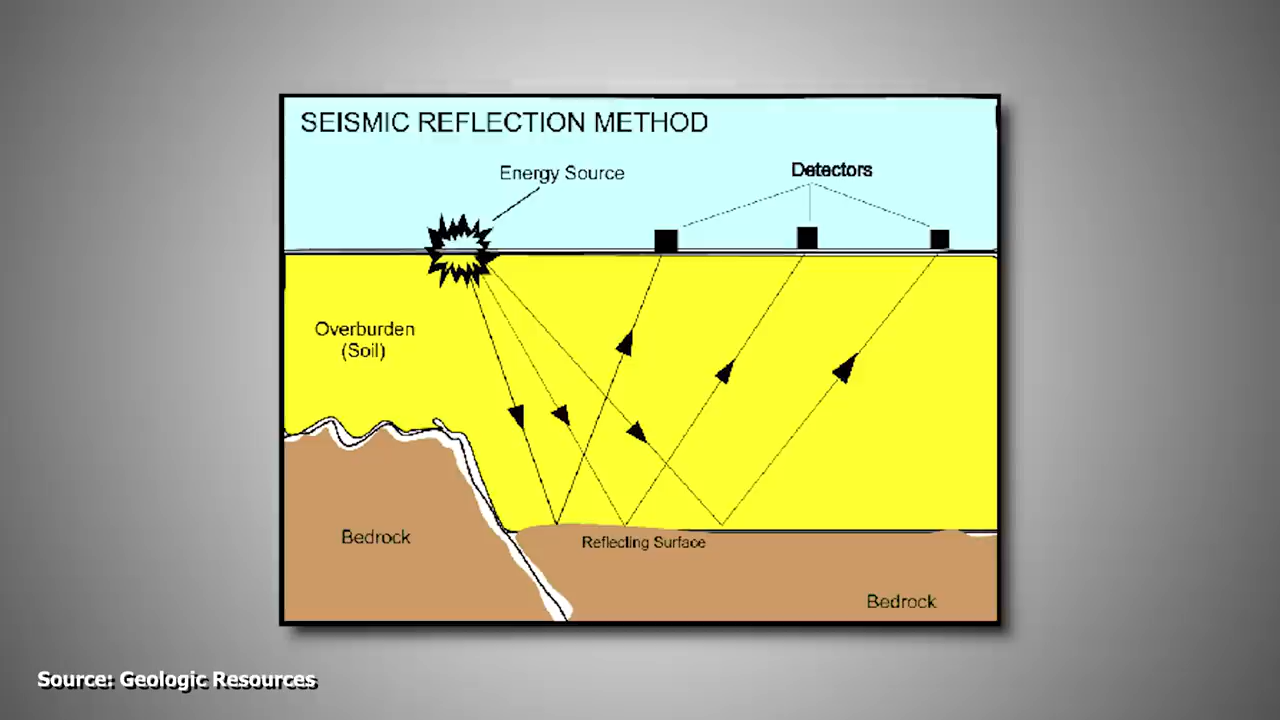 SEISMIC REFLECTION METHOD
Energy Source
Detectors
Overburden
(Soil)
Bedrock
Reflecting Surface
Bedrock
Source: Geologic Resources